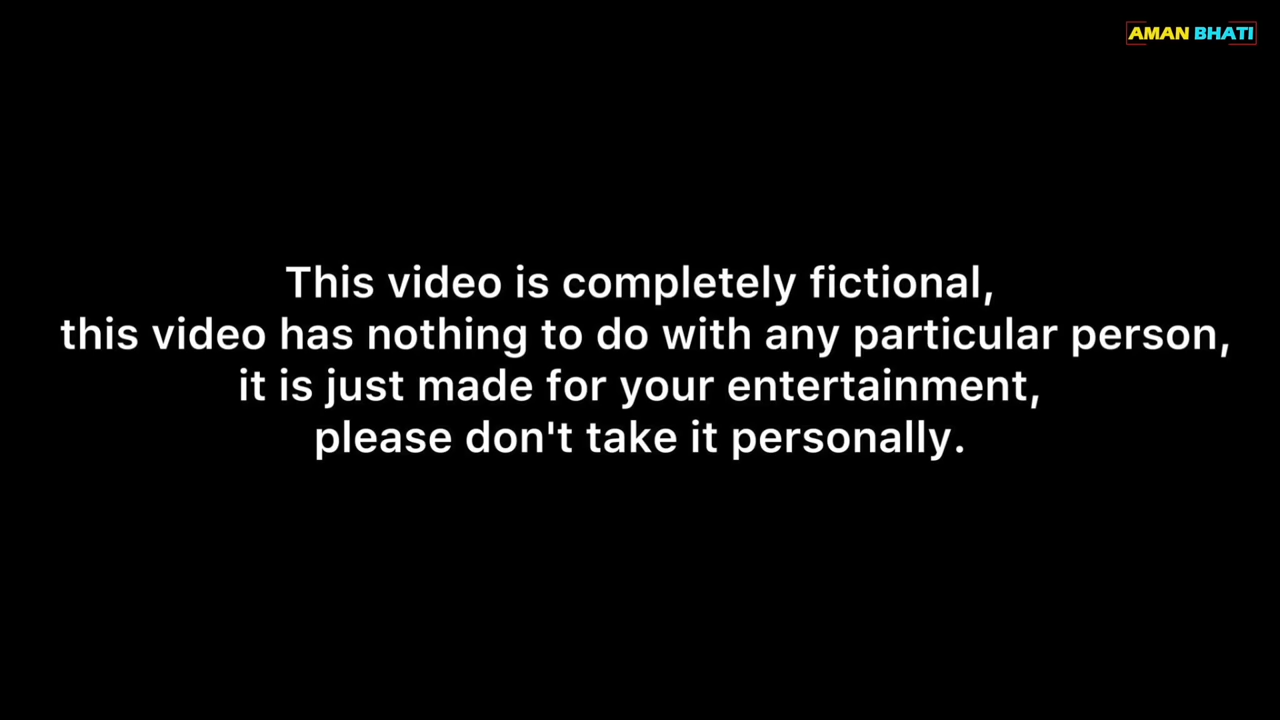 AMAN BHATI
This video is completely fictional,
this video has nothing to do with any particular person,
it is just made for your entertainment,
please don't take it personally.